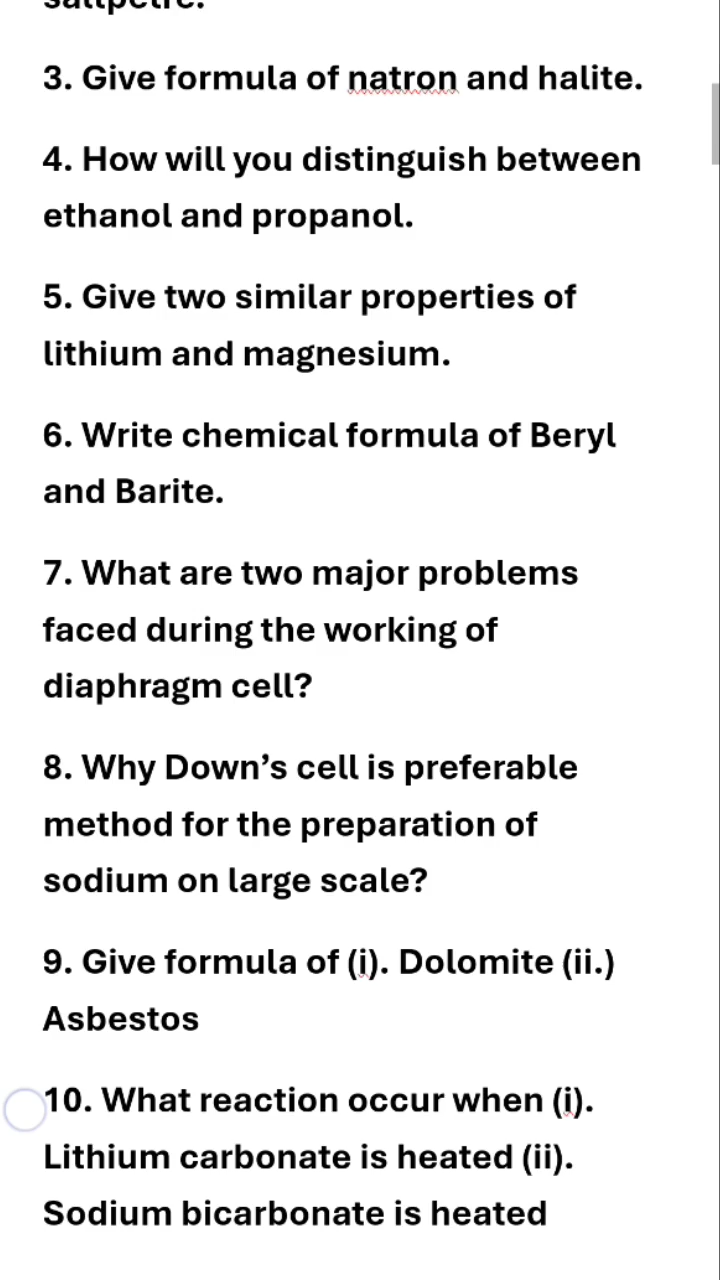 saltpetre.
3. Give formula of natron and halite.
4. How will you distinguish between
ethanol and propanol.
5. Give two similar properties of
lithium and magnesium.
6. Write chemical formula of Beryl
and Barite.
7. What are two major problems
faced during the working of
diaphragm cell?
8. Why Down’s cell is preferable
method for the preparation of
sodium on large scale?
9. Give formula of (i). Dolomite (ii.)
Asbestos
10. What reaction occur when (i).
Lithium carbonate is heated (ii).
Sodium bicarbonate is heated